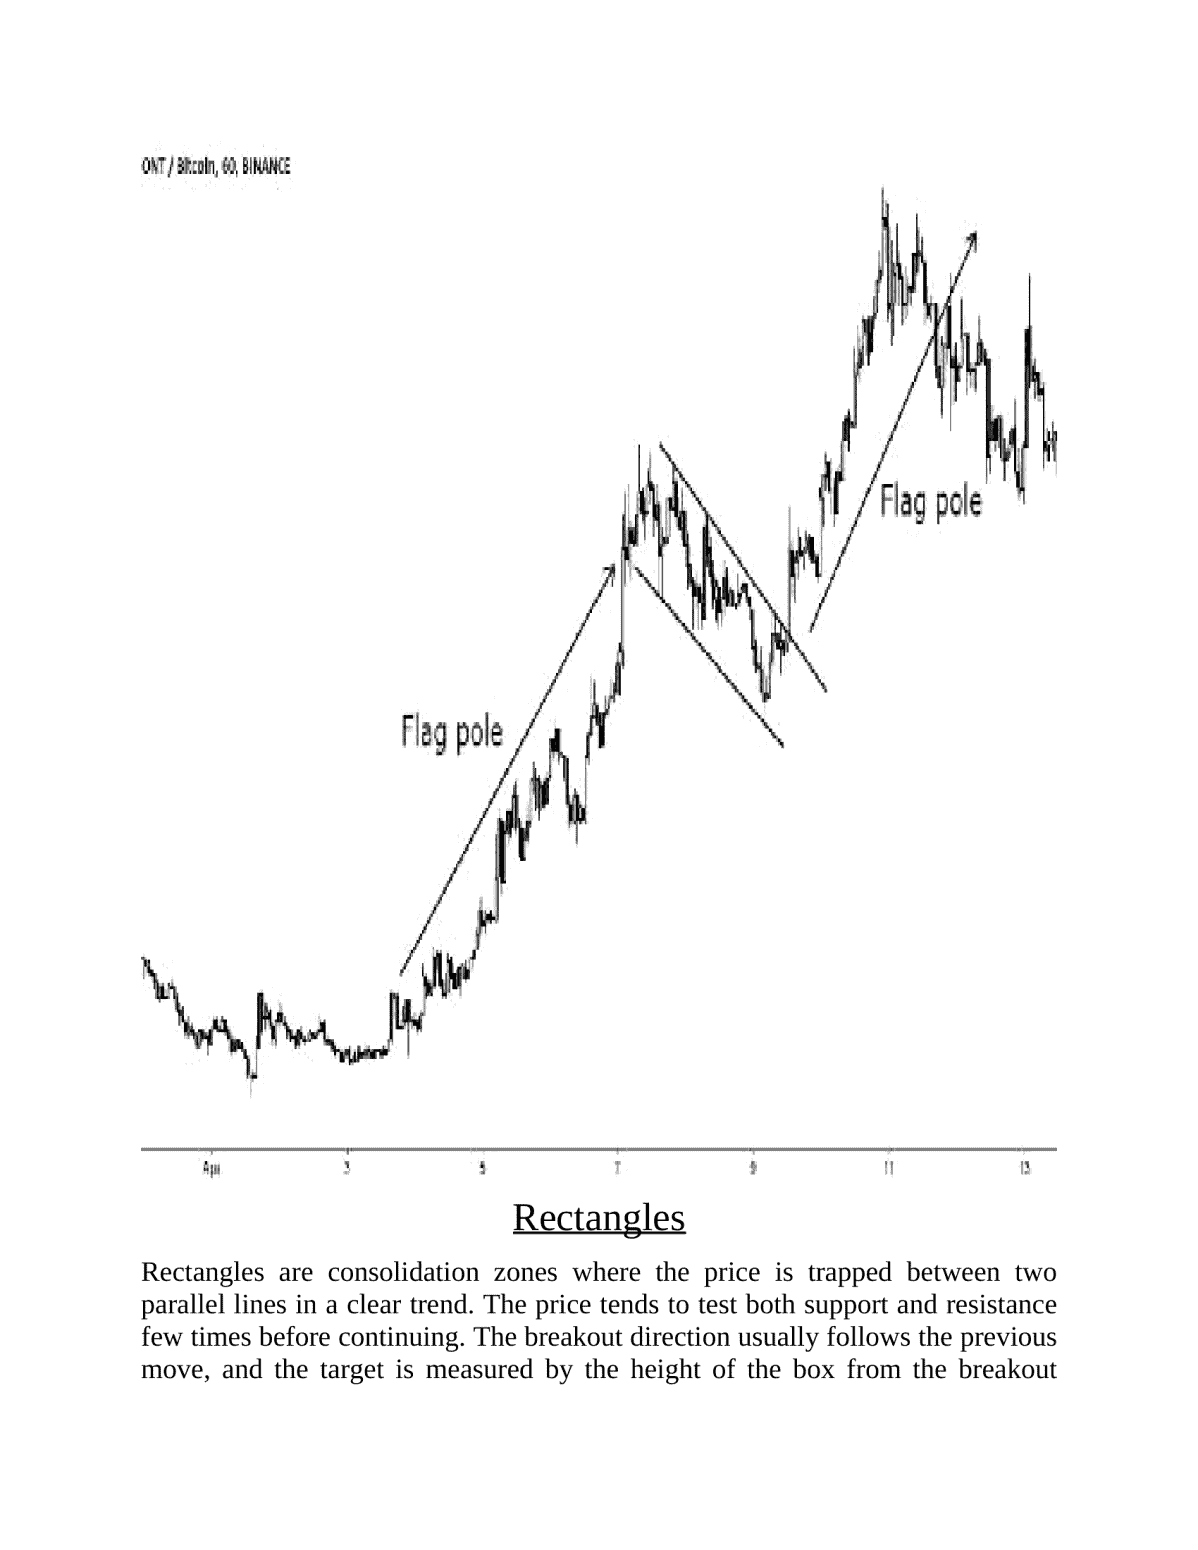 ONT / Bitcoin, 60, BINANCE
Flag pole
Flag pole
Apr 3 5 7 9 11 13
Rectangles
Rectangles are consolidation zones where the price is trapped between two
parallel lines in a clear trend. The price tends to test both support and resistance
few times before continuing. The breakout direction usually follows the previous
move, and the target is measured by the height of the box from the breakout